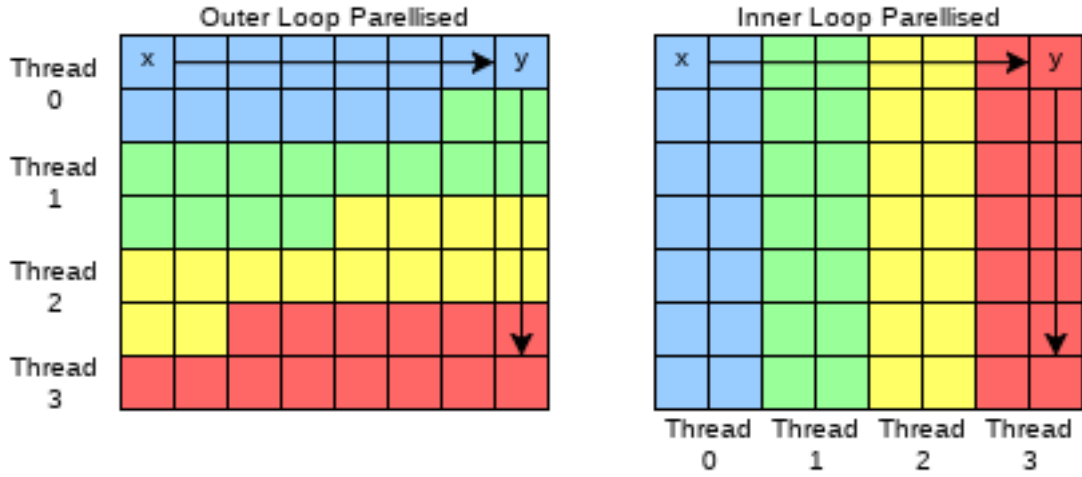 Outer Loop Parellised
Inner Loop Parellised
Thread
0
x
y
x
y
Thread
1
Thread
2
Thread
3
Thread
0
Thread
1
Thread
2
Thread
3